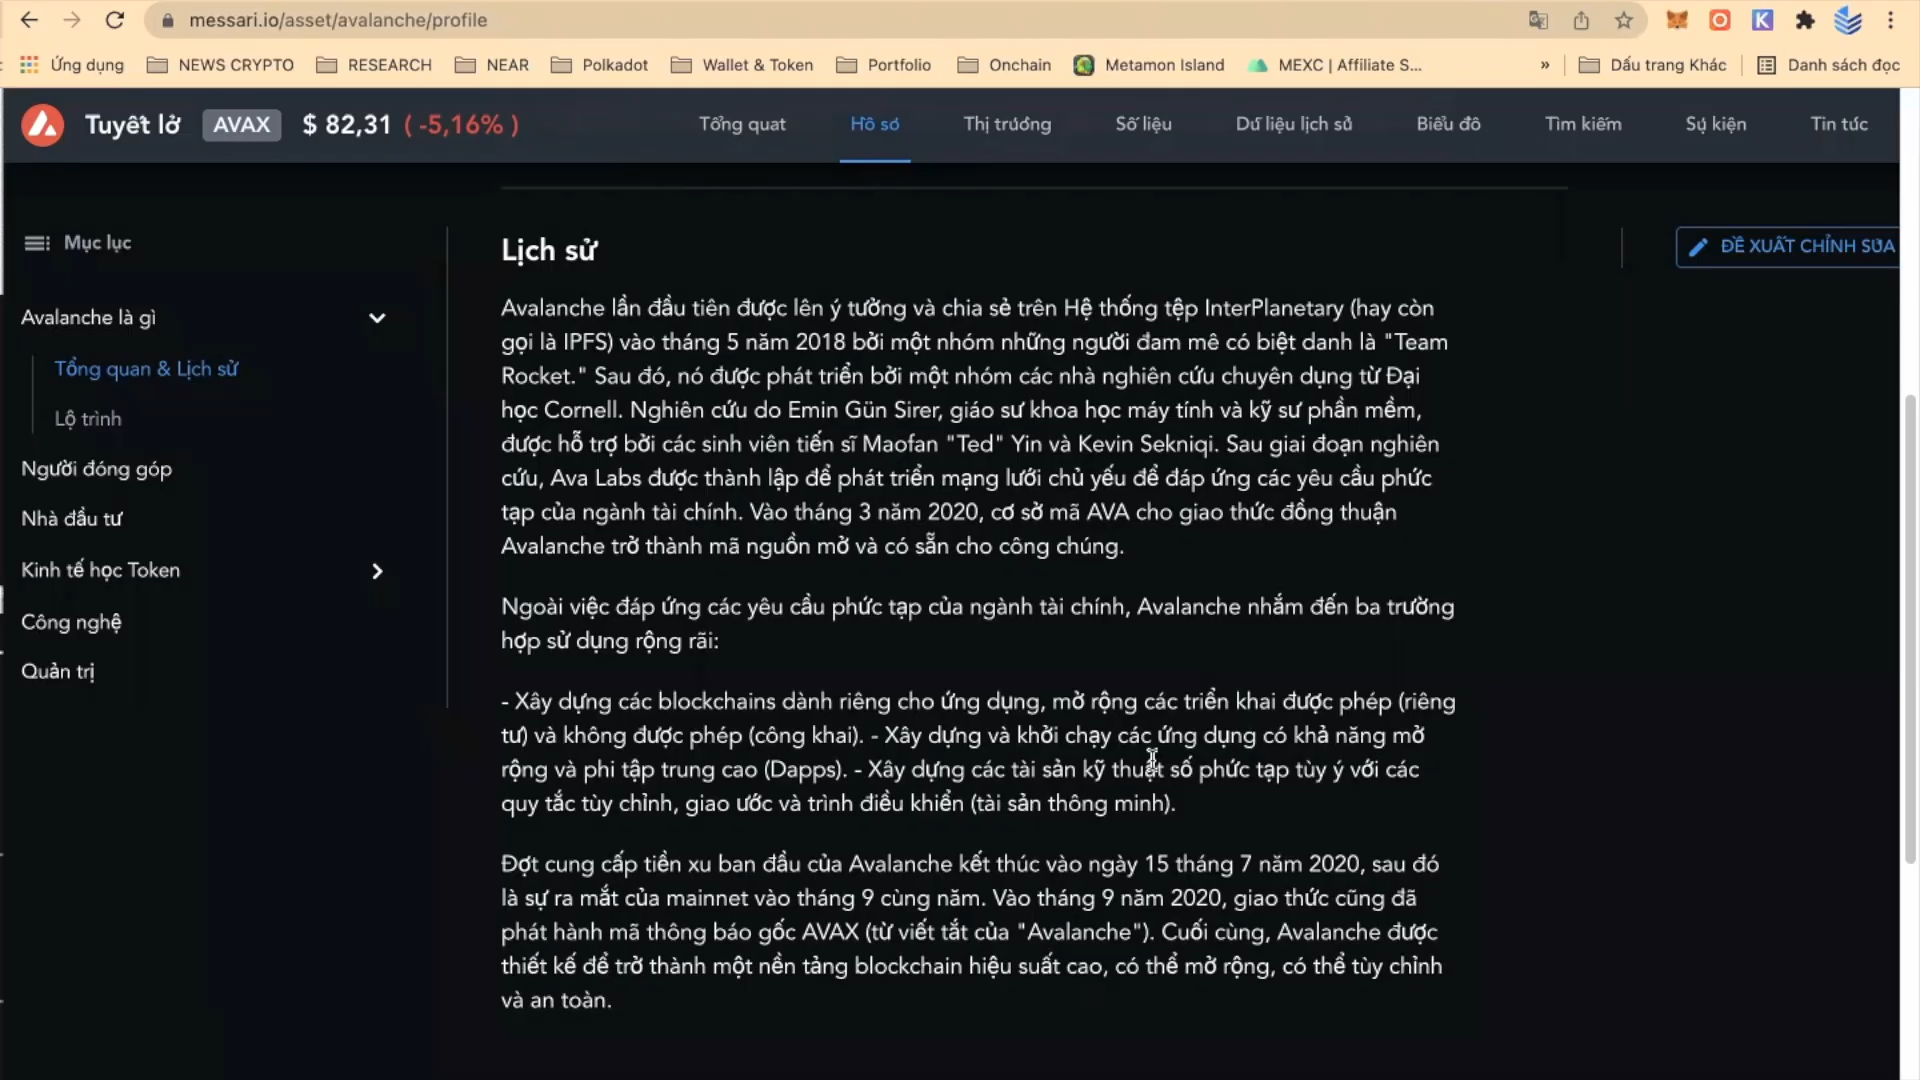 messari.io/asset/avalanche/profile
Ứng dụng NEWS CRYPTO RESEARCH NEAR Polkadot Wallet & Token Portfolio Onchain Metamon Island MEXC | Affiliate S... » Dấu trang Khác Danh sách đọc
Tuyết lở AVAX $ 82,31 ( -5,16% ) Tổng quat Hồ sơ Thị trường Số liệu Dữ liệu lịch sử Biểu đồ Tìm kiếm Sự kiện Tin tức
Mục lục
Avalanche là gì
Tổng quan & Lịch sử
Lộ trình
Người đóng góp
Nhà đầu tư
Kinh tế học Token
Công nghệ
Quản trị
Lịch sử
ĐỀ XUẤT CHỈNH SỬA
Avalanche lần đầu tiên được lên ý tưởng và chia sẻ trên Hệ thống tệp InterPlanetary (hay còn
gọi là IPFS) vào tháng 5 năm 2018 bởi một nhóm những người đam mê có biệt danh là "Team
Rocket." Sau đó, nó được phát triển bởi một nhóm các nhà nghiên cứu chuyên dụng từ Đại
học Cornell. Nghiên cứu do Emin Gün Sirer, giáo sư khoa học máy tính và kỹ sư phần mềm,
được hỗ trợ bởi các sinh viên tiến sĩ Maofan "Ted" Yin và Kevin Sekniqi. Sau giai đoạn nghiên
cứu, Ava Labs được thành lập để phát triển mạng lưới chủ yếu để đáp ứng các yêu cầu phức
tạp của ngành tài chính. Vào tháng 3 năm 2020, cơ sở mã AVA cho giao thức đồng thuận
Avalanche trở thành mã nguồn mở và có sẵn cho công chúng.
Ngoài việc đáp ứng các yêu cầu phức tạp của ngành tài chính, Avalanche nhắm đến ba trường
hợp sử dụng rộng rãi:
- Xây dựng các blockchains dành riêng cho ứng dụng, mở rộng các triển khai được phép (riêng
tư) và không được phép (công khai). - Xây dựng và khởi chạy các ứng dụng có khả năng mở
rộng và phi tập trung cao (Dapps). - Xây dựng các tài sản kỹ thuật số phức tạp tùy ý với các
quy tắc tùy chỉnh, giao ước và trình điều khiển (tài sản thông minh).
Đợt cung cấp tiền xu ban đầu của Avalanche kết thúc vào ngày 15 tháng 7 năm 2020, sau đó
là sự ra mắt của mainnet vào tháng 9 cùng năm. Vào tháng 9 năm 2020, giao thức cũng đã
phát hành mã thông báo gốc AVAX (từ viết tắt của "Avalanche"). Cuối cùng, Avalanche được
thiết kế để trở thành một nền tảng blockchain hiệu suất cao, có thể mở rộng, có thể tùy chỉnh
và an toàn.